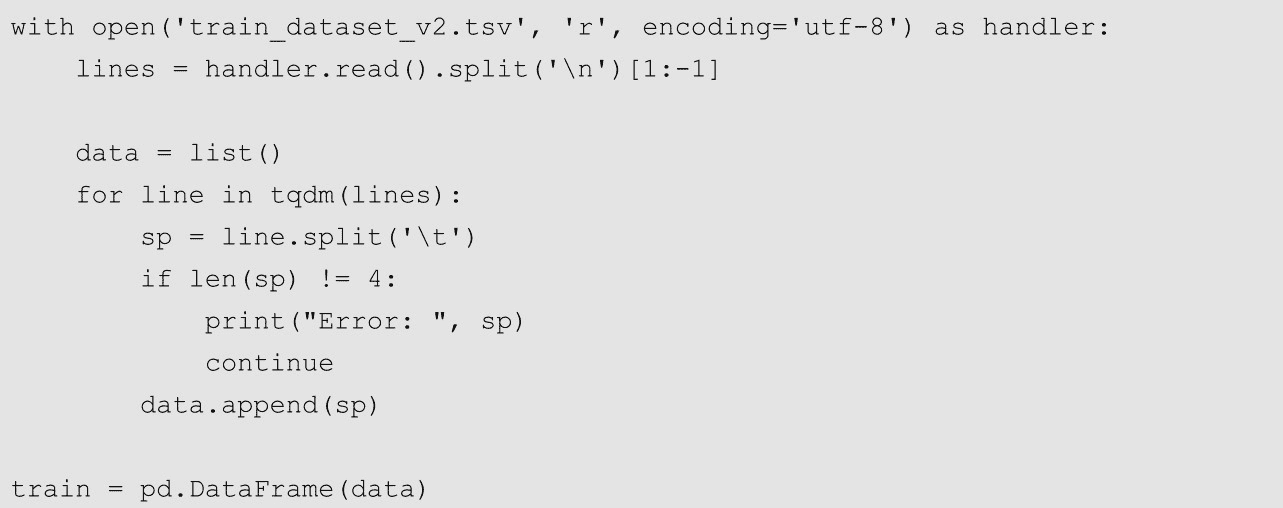 with open('train_dataset_v2.tsv', 'r', encoding='utf-8') as handler:
    lines = handler.read().split('\n')[1:-1]

    data = list()
    for line in tqdm(lines):
        sp = line.split('\t')
        if len(sp) != 4:
            print("Error: ", sp)
            continue
        data.append(sp)

train = pd.DataFrame(data)